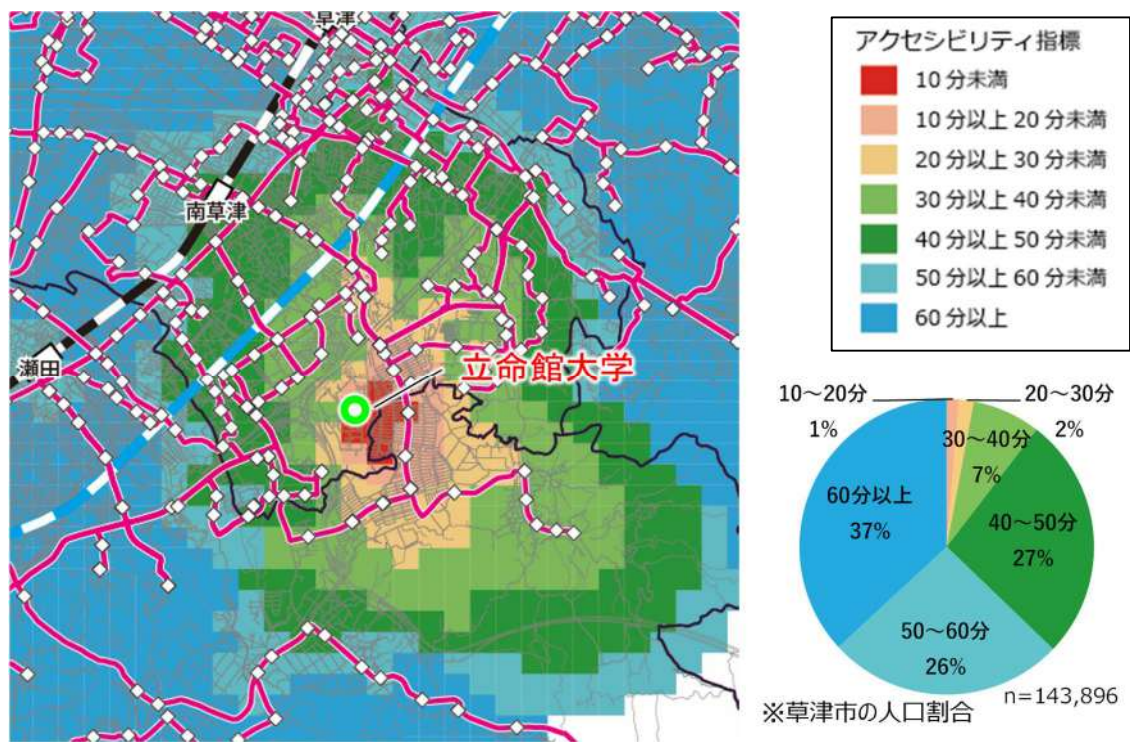 草津
南草津
瀬田
立命館大学
アクセシビリティ指標
10分未満
10分以上20分未満
20分以上30分未満
30分以上40分未満
40分以上50分未満
50分以上60分未満
60分以上
10～20分
1%
20～30分
2%
30～40分
7%
40～50分
27%
50～60分
26%
60分以上
37%
n=143,896
※草津市の人口割合